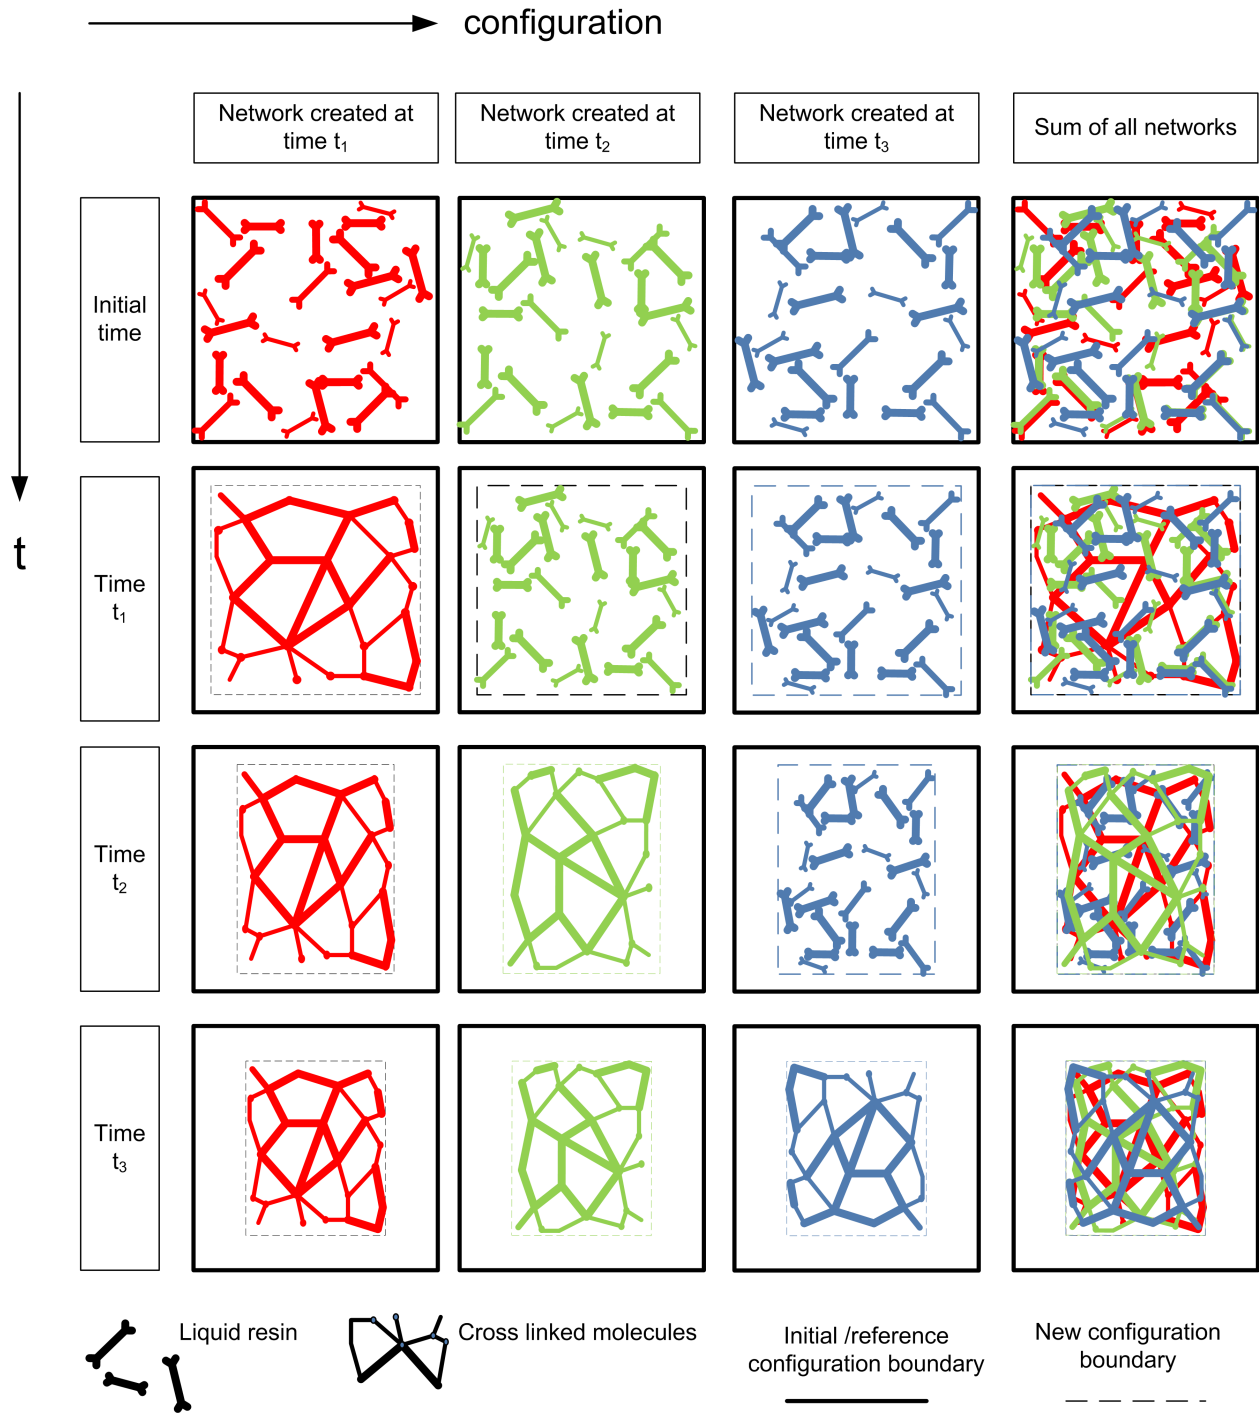 configuration
Network created at
time t₁
Network created at
time t₂
Network created at
time t₃
Sum of all networks
Initial
time
t
Time
t₁
Time
t₂
Time
t₃
Liquid resin
Cross linked molecules
Initial /reference
configuration boundary
New configuration
boundary